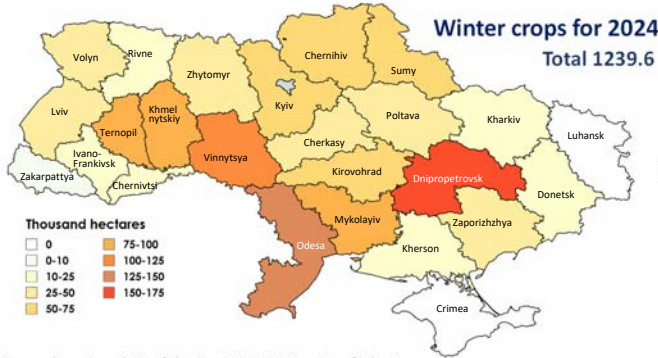 Winter crops for 2024
Total 1239.6
Volyn
Rivne
Zhytomyr
Chernihiv
Sumy
Kyiv
Lviv
Ternopil
Khmel
nytskiy
Vinnytsya
Cherkasy
Poltava
Kharkiv
Luhansk
Ivano-
Frankivsk
Zakarpattya
Chernivtsi
Kirovohrad
Dnipropetrovsk
Donetsk
Odesa
Mykolayiv
Zaporizhzhya
Kherson
Crimea
Thousand hectares
0
0-10
10-25
25-50
50-75
75-100
100-125
125-150
150-175